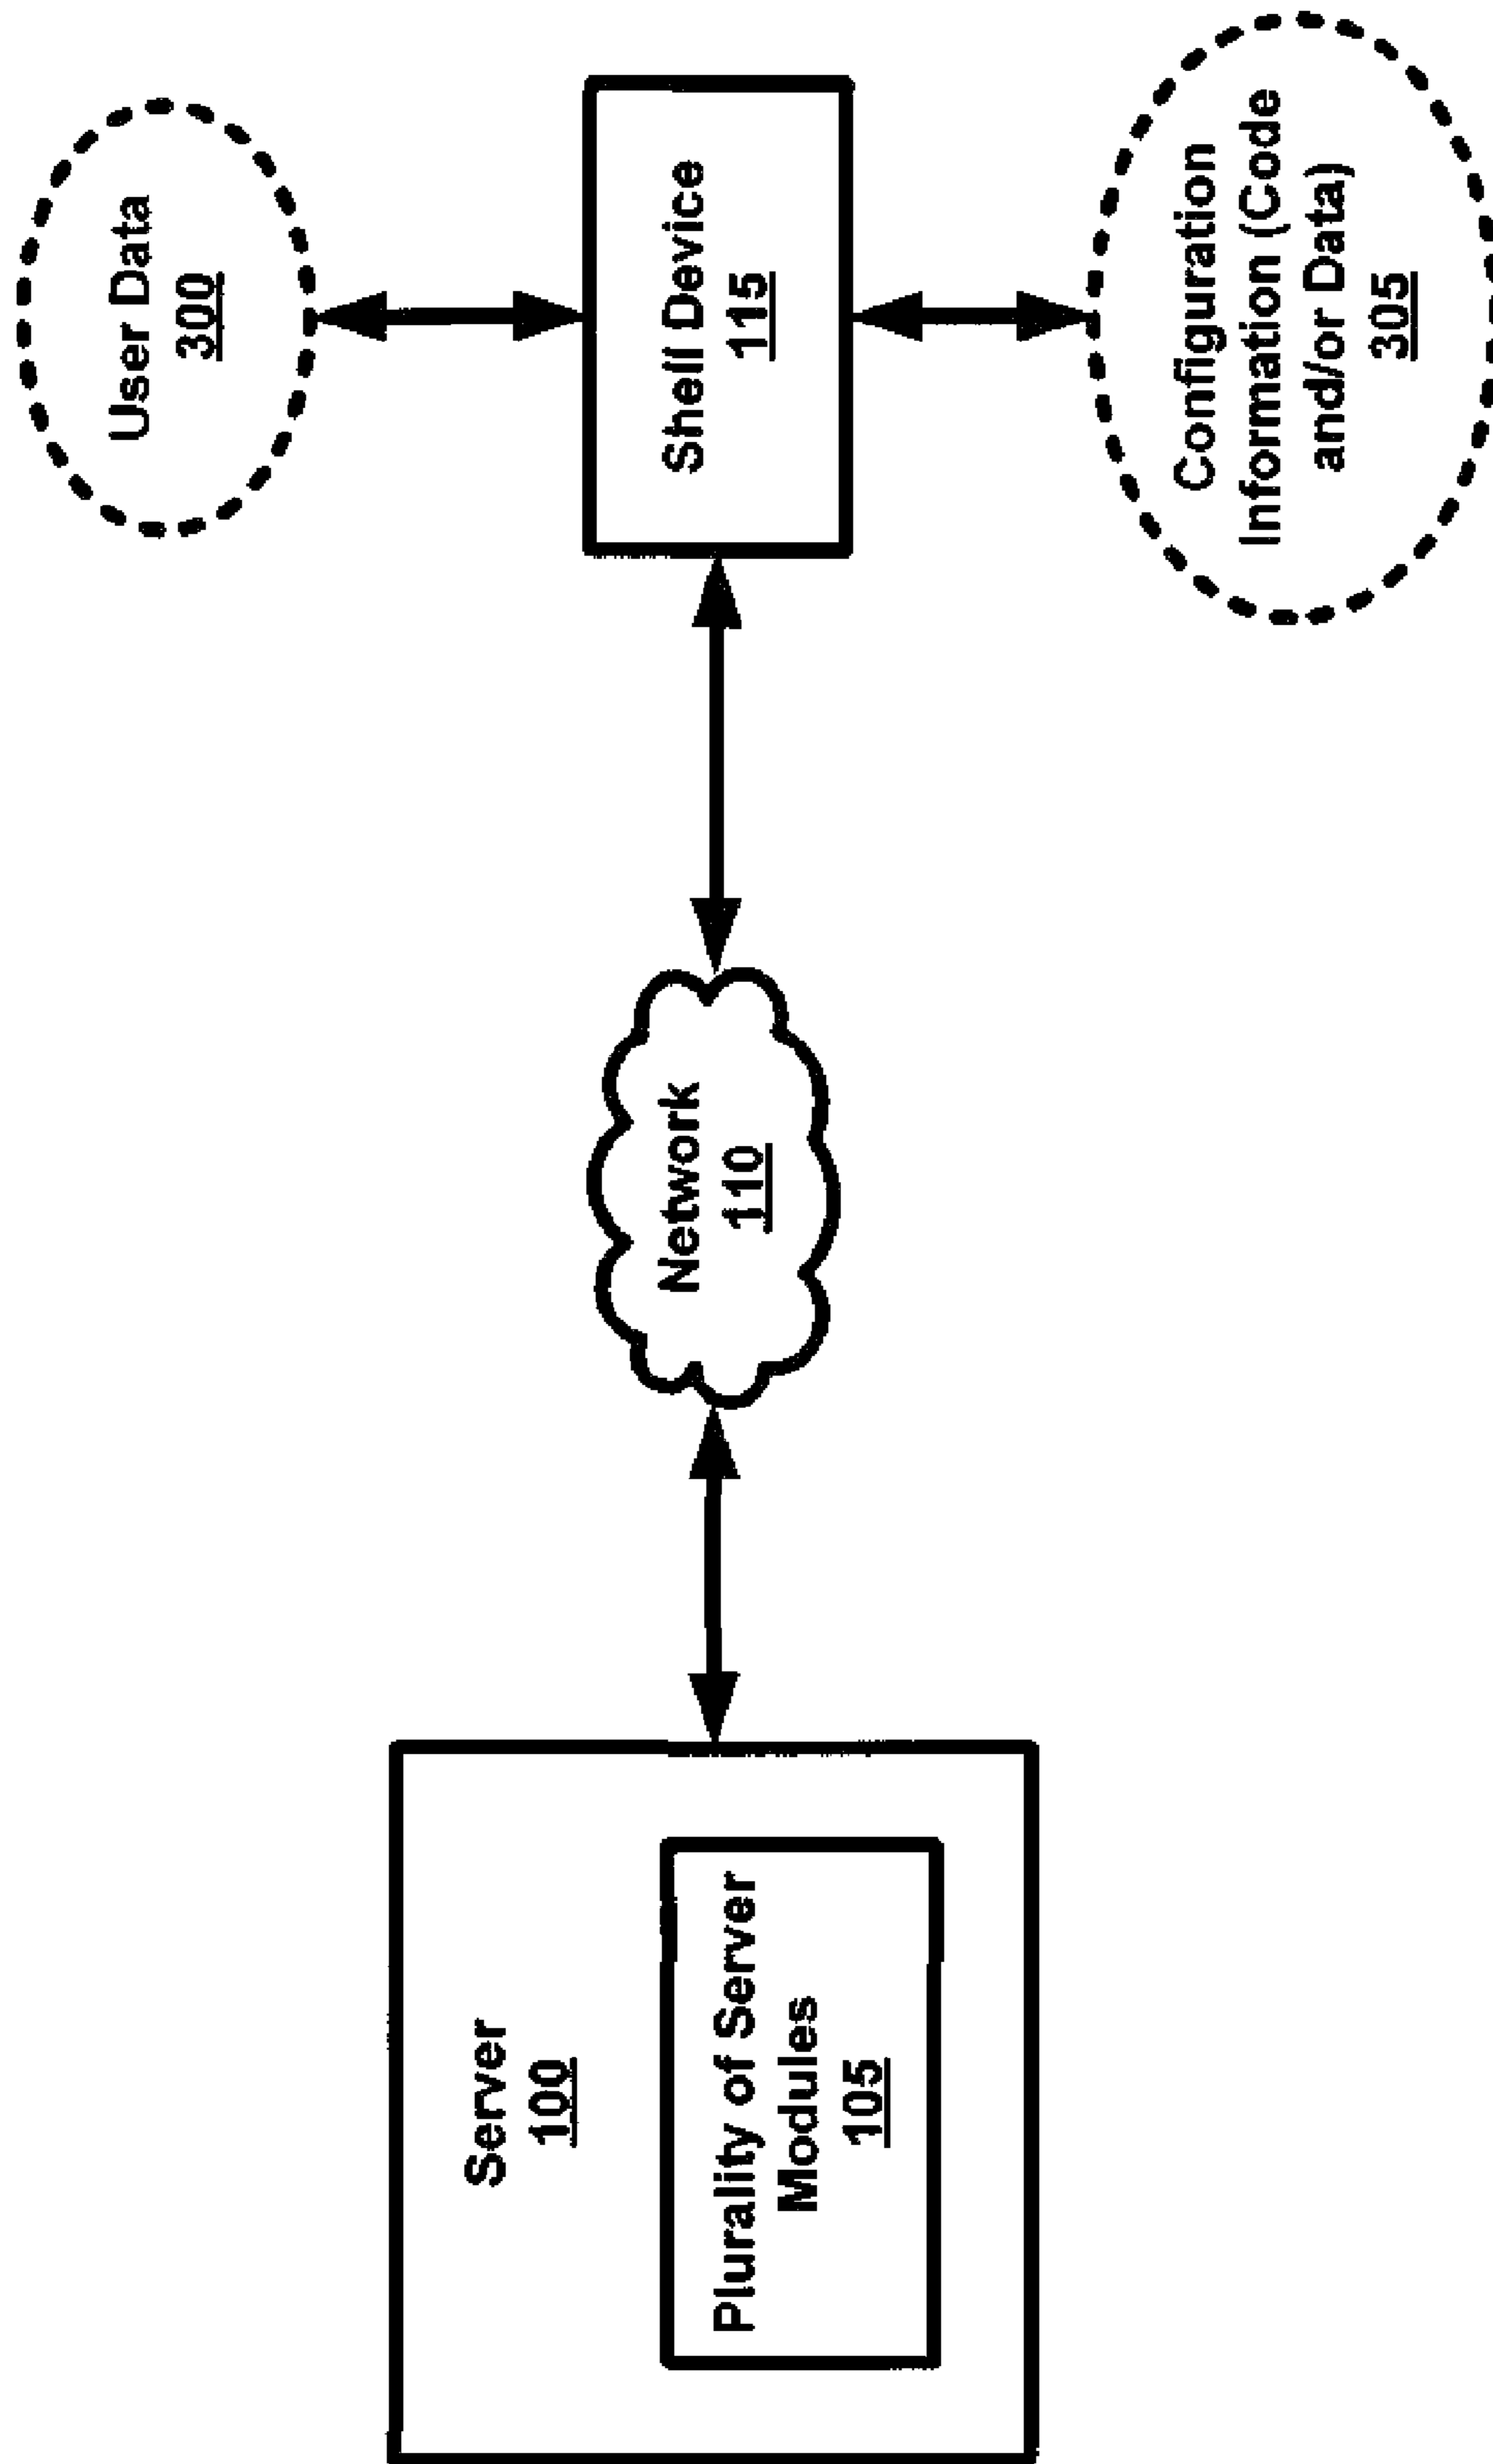 Server
100
Plurality of Server
Modules
105
Network
110
User Data
300
Shell Device
115
Configuration
Information (Code
and/or Data)
305